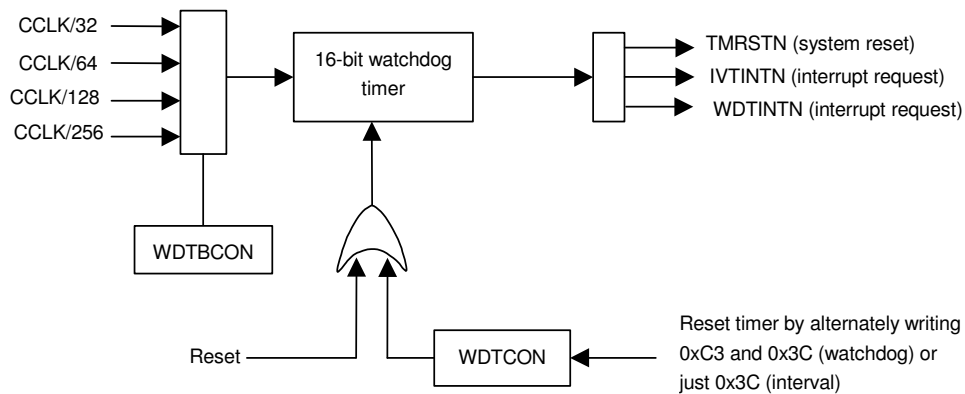 CCLK/32
CCLK/64
CCLK/128
CCLK/256
16-bit watchdog
timer
TMRSTN (system reset)
IVTINTN (interrupt request)
WDTINTN (interrupt request)
WDTBCON
Reset
WDTCON
Reset timer by alternately writing
0xC3 and 0x3C (watchdog) or
just 0x3C (interval)